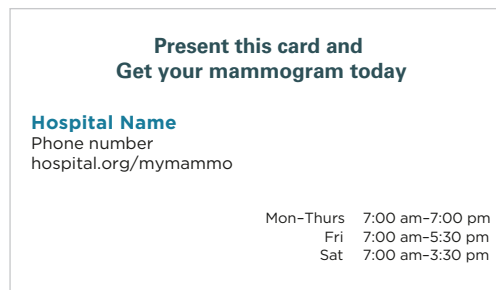 Present this card and
Get your mammogram today
Hospital Name
Phone number
hospital.org/mymammo
Mon–Thurs 7:00 am–7:00 pm
Fri 7:00 am–5:30 pm
Sat 7:00 am–3:30 pm